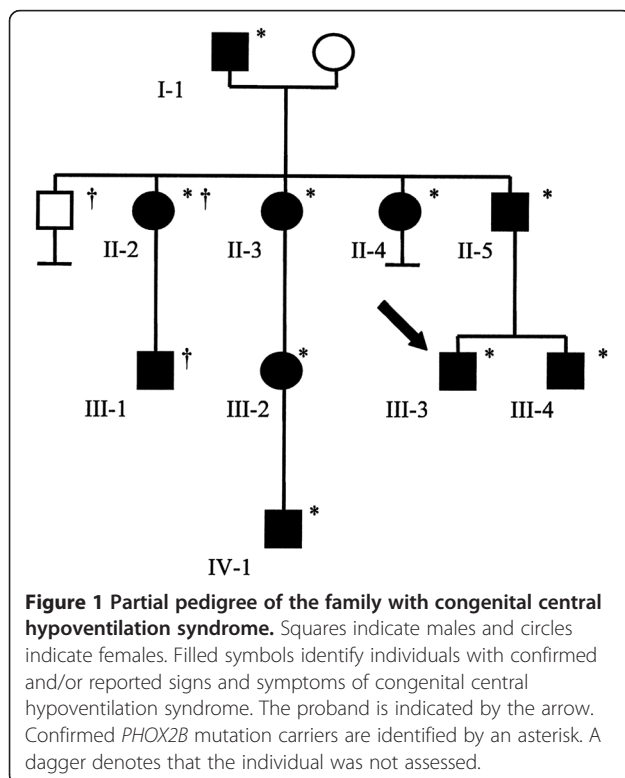 *
I-1
† * † * * *
II-2 II-3 II-4 II-5
† * * *
III-1 III-2 III-3 III-4
*
IV-1
Figure 1 Partial pedigree of the family with congenital central
hypoventilation syndrome. Squares indicate males and circles
indicate females. Filled symbols identify individuals with confirmed
and/or reported signs and symptoms of congenital central
hypoventilation syndrome. The proband is indicated by the arrow.
Confirmed PHOX2B mutation carriers are identified by an asterisk. A
dagger denotes that the individual was not assessed.